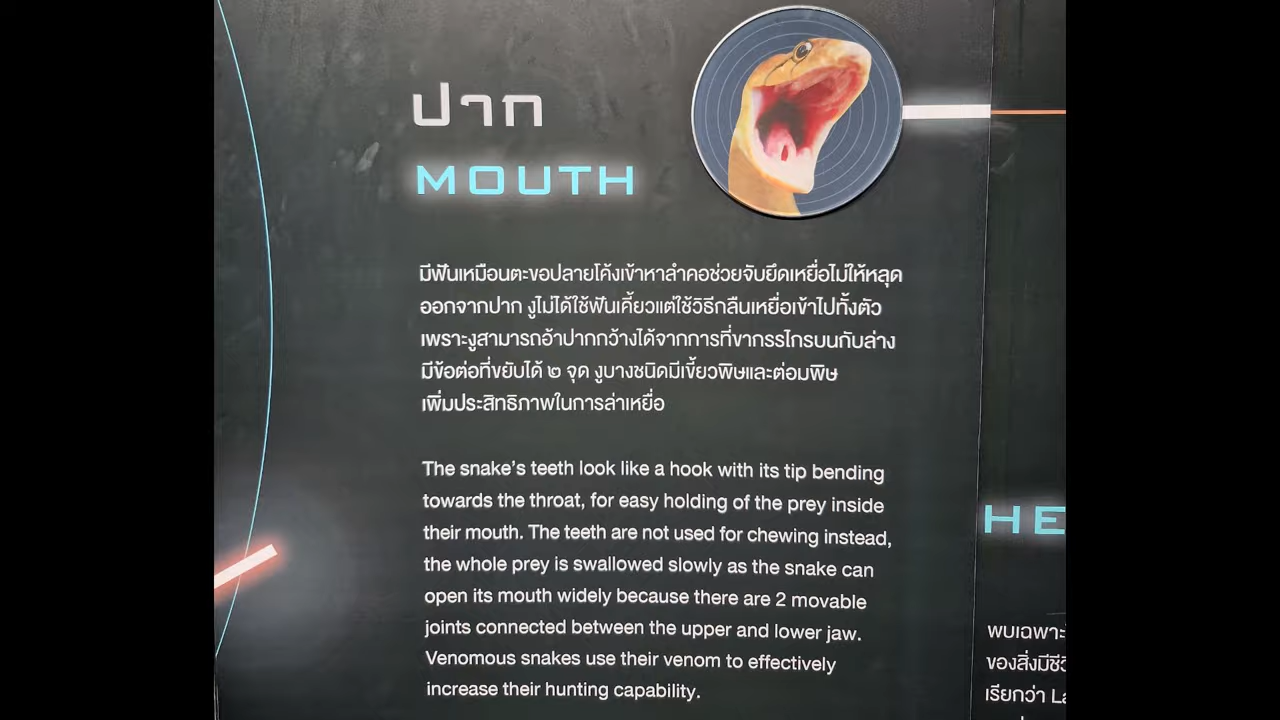 ปาก
MOUTH
มีฟันเหมือนตะขอปลายโค้งเข้าหาลำคอช่วยจับยึดเหยื่อไม่ให้หลุด
ออกจากปาก งูไม่ได้ใช้ฟันเคี้ยวแต่ใช้วิธีกลืนเหยื่อเข้าไปทั้งตัว
เพราะงูสามารถอ้าปากกว้างได้จากการที่ขากรรไกรบนกับล่าง
มีข้อต่อที่ขยับได้ ๒ จุด งูบางชนิดมีเขี้ยวพิษและต่อมพิษ
เพิ่มประสิทธิภาพในการล่าเหยื่อ
The snake's teeth look like a hook with its tip bending
towards the throat, for easy holding of the prey inside
their mouth. The teeth are not used for chewing instead,
the whole prey is swallowed slowly as the snake can
open its mouth widely because there are 2 movable
joints connected between the upper and lower jaw.
Venomous snakes use their venom to effectively
increase their hunting capability.
HE
พบเฉพาะ
ของสิ่งมีชีวิ
เรียกว่า La